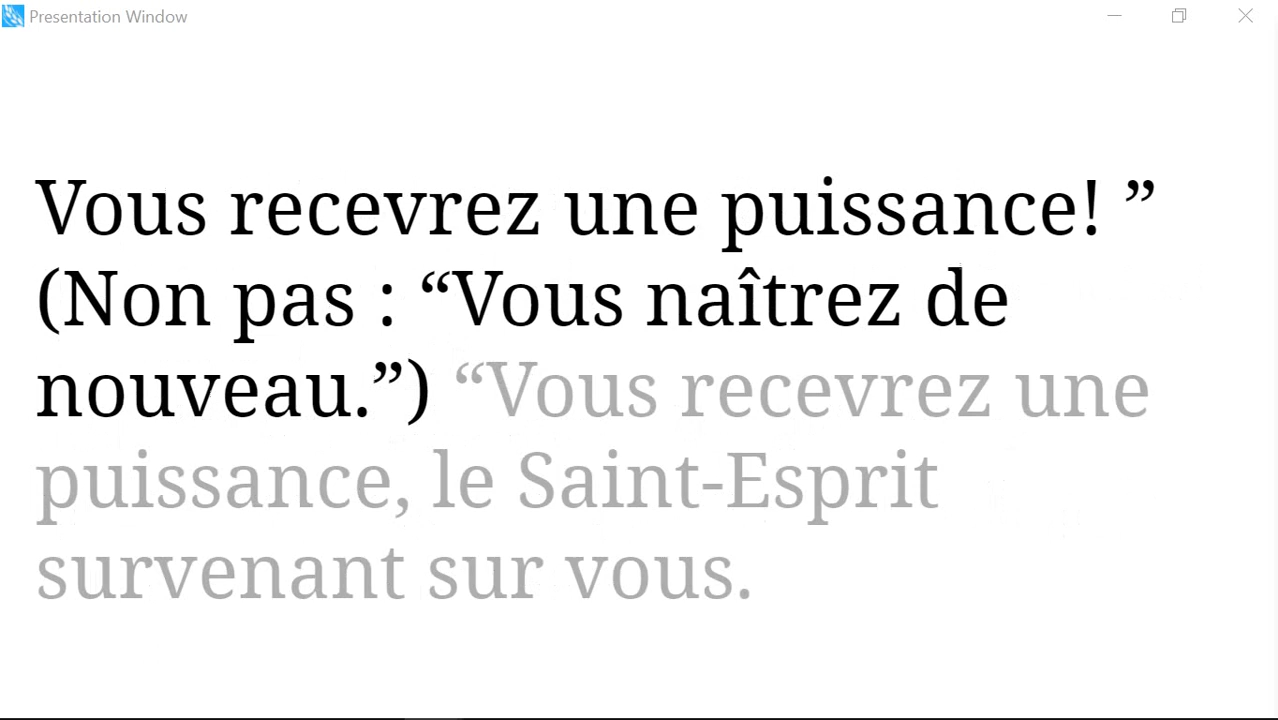 Presentation Window
Vous recevrez une puissance! ”
(Non pas : “Vous naîtrez de
nouveau.”) “Vous recevrez une
puissance, le Saint-Esprit
survenant sur vous.